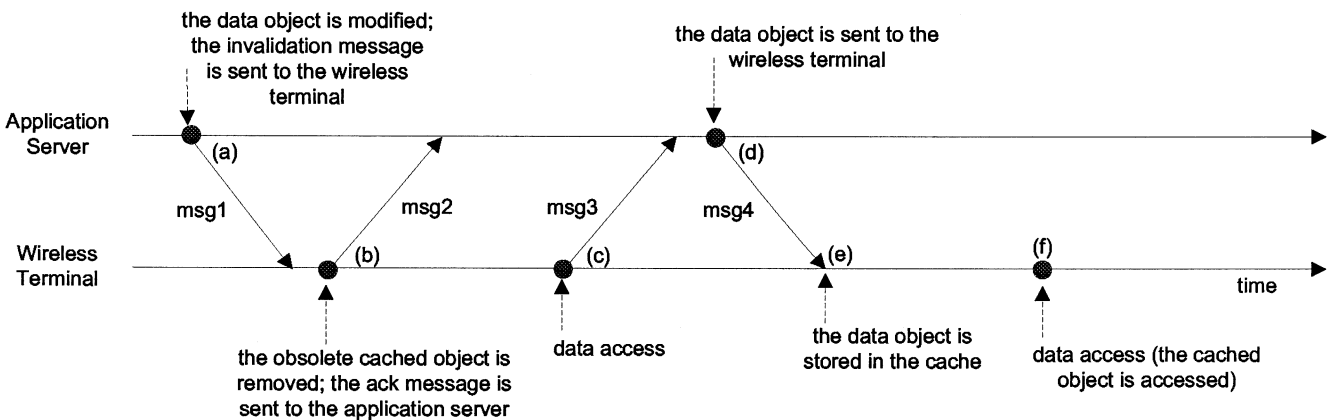 the data object is modified;
the invalidation message
is sent to the wireless
terminal
the data object is sent to the
wireless terminal
Application
Server
(a)
(d)
msg1
msg2
msg3
msg4
Wireless
Terminal
(b)
(c)
(e)
(f)
time
the obsolete cached object is
removed; the ack message is
sent to the application server
data access
the data object is
stored in the cache
data access (the cached
object is accessed)